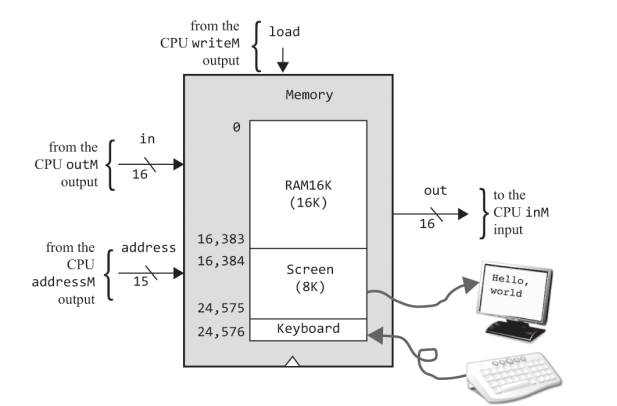 from the
CPU writeM
output
load
Memory
0
in
16
from the
CPU outM
output
RAM16K
(16K)
out
16
to the
CPU inM
input
16,383
16,384
address
15
from the
CPU
addressM
output
Screen
(8K)
24,575
24,576
Keyboard
Hello,
world